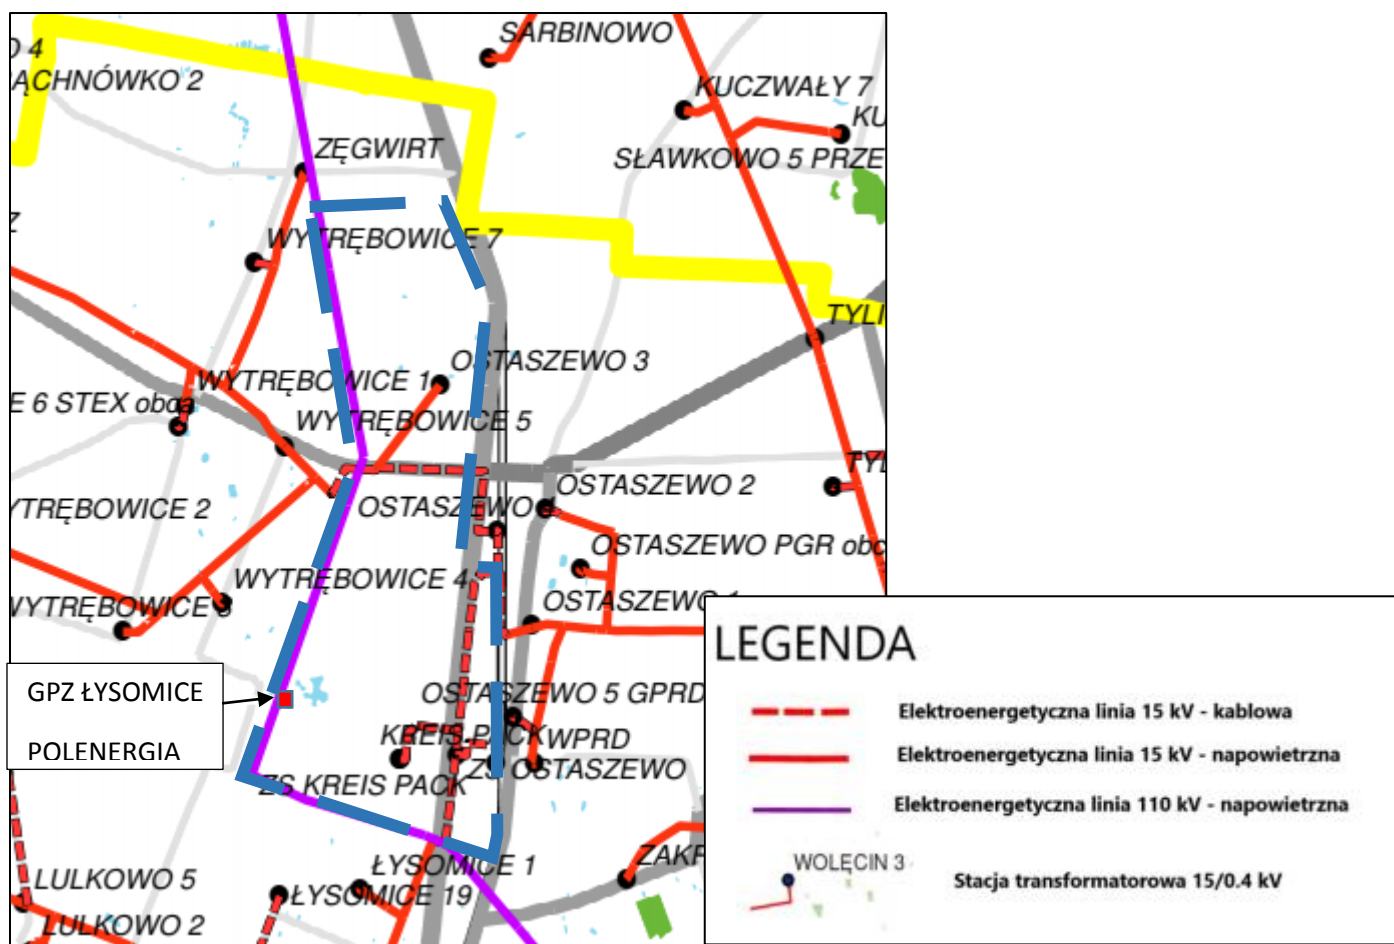 SARBINOWO
O 4
ĄCHNÓWKO 2
KUCZWAŁY 7
KU
ZĘGWIRT
SŁAWKOWO 5 PRZE
Z
WYTRĘBOWICE 7
TYLI
OSTASZEWO 3
WYTRĘBOWICE 1
E 6 STEX obca
WYTRĘBOWICE 5
TYL
OSTASZEWO 2
YTRĘBOWICE 2
OSTASZEWO
OSTASZEWO PGR obc
WYTRĘBOWICE 4
WYTRĘBOWICE 3
OSTASZEWO 1
GPZ ŁYSOMICE
POLENERGIA
OSTASZEWO 5 GPRD
KREIS-PACK
WPRD
ZS OSTASZEWO
ZS KREIS PACK
ŁYSOMICE 1
ZAKR
LULKOWO 5
ŁYSOMICE 19
LULKOWO 2
LEGENDA
Elektroenergetyczna linia 15 kV - kablowa
Elektroenergetyczna linia 15 kV - napowietrzna
Elektroenergetyczna linia 110 kV - napowietrzna
WOLĘCIN 3
Stacja transformatorowa 15/0.4 kV